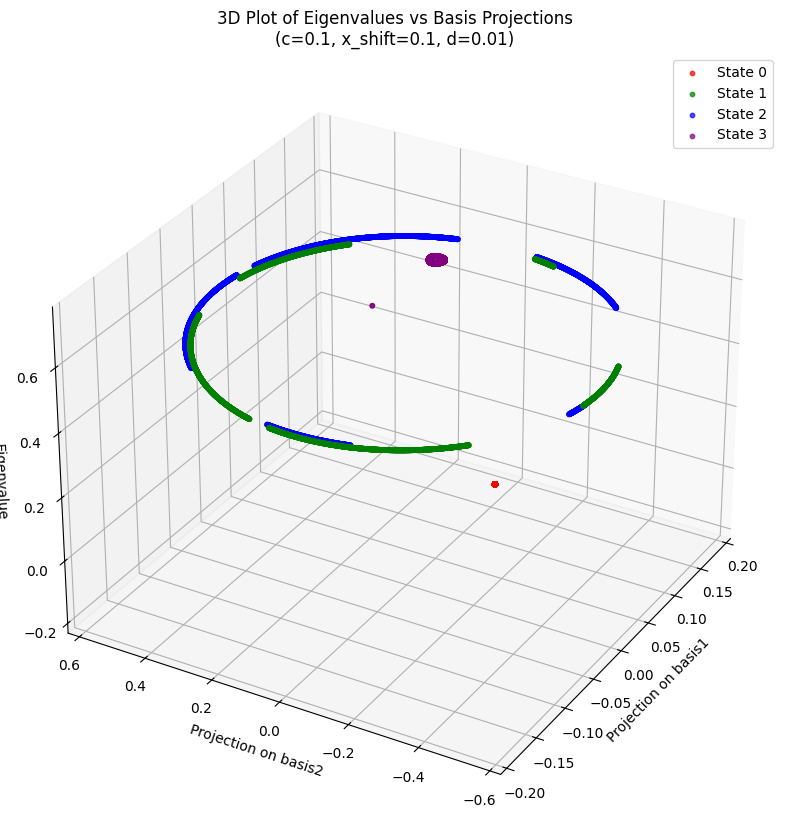 3D Plot of Eigenvalues vs Basis Projections
(c=0.1, x_shift=0.1, d=0.01)
State 0
State 1
State 2
State 3
0.6
0.4
0.2
0.0
−0.2
Eigenvalue
0.6
0.4
0.2
0.0
−0.2
−0.4
−0.6
Projection on basis2
0.20
0.15
0.10
0.05
0.00
−0.05
−0.10
−0.15
−0.20
Projection on basis1